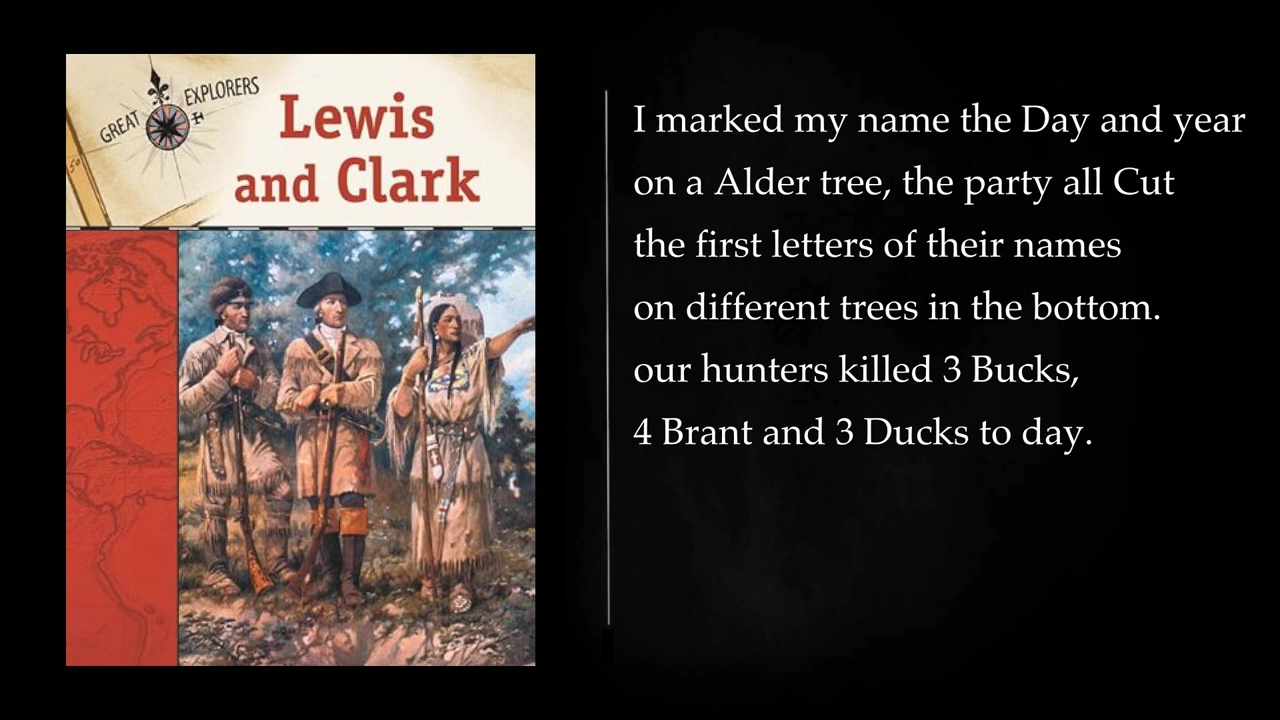 GREAT EXPLORERS
Lewis
and Clark
50
I marked my name the Day and year
on a Alder tree, the party all Cut
the first letters of their names
on different trees in the bottom.
our hunters killed 3 Bucks,
4 Brant and 3 Ducks to day.